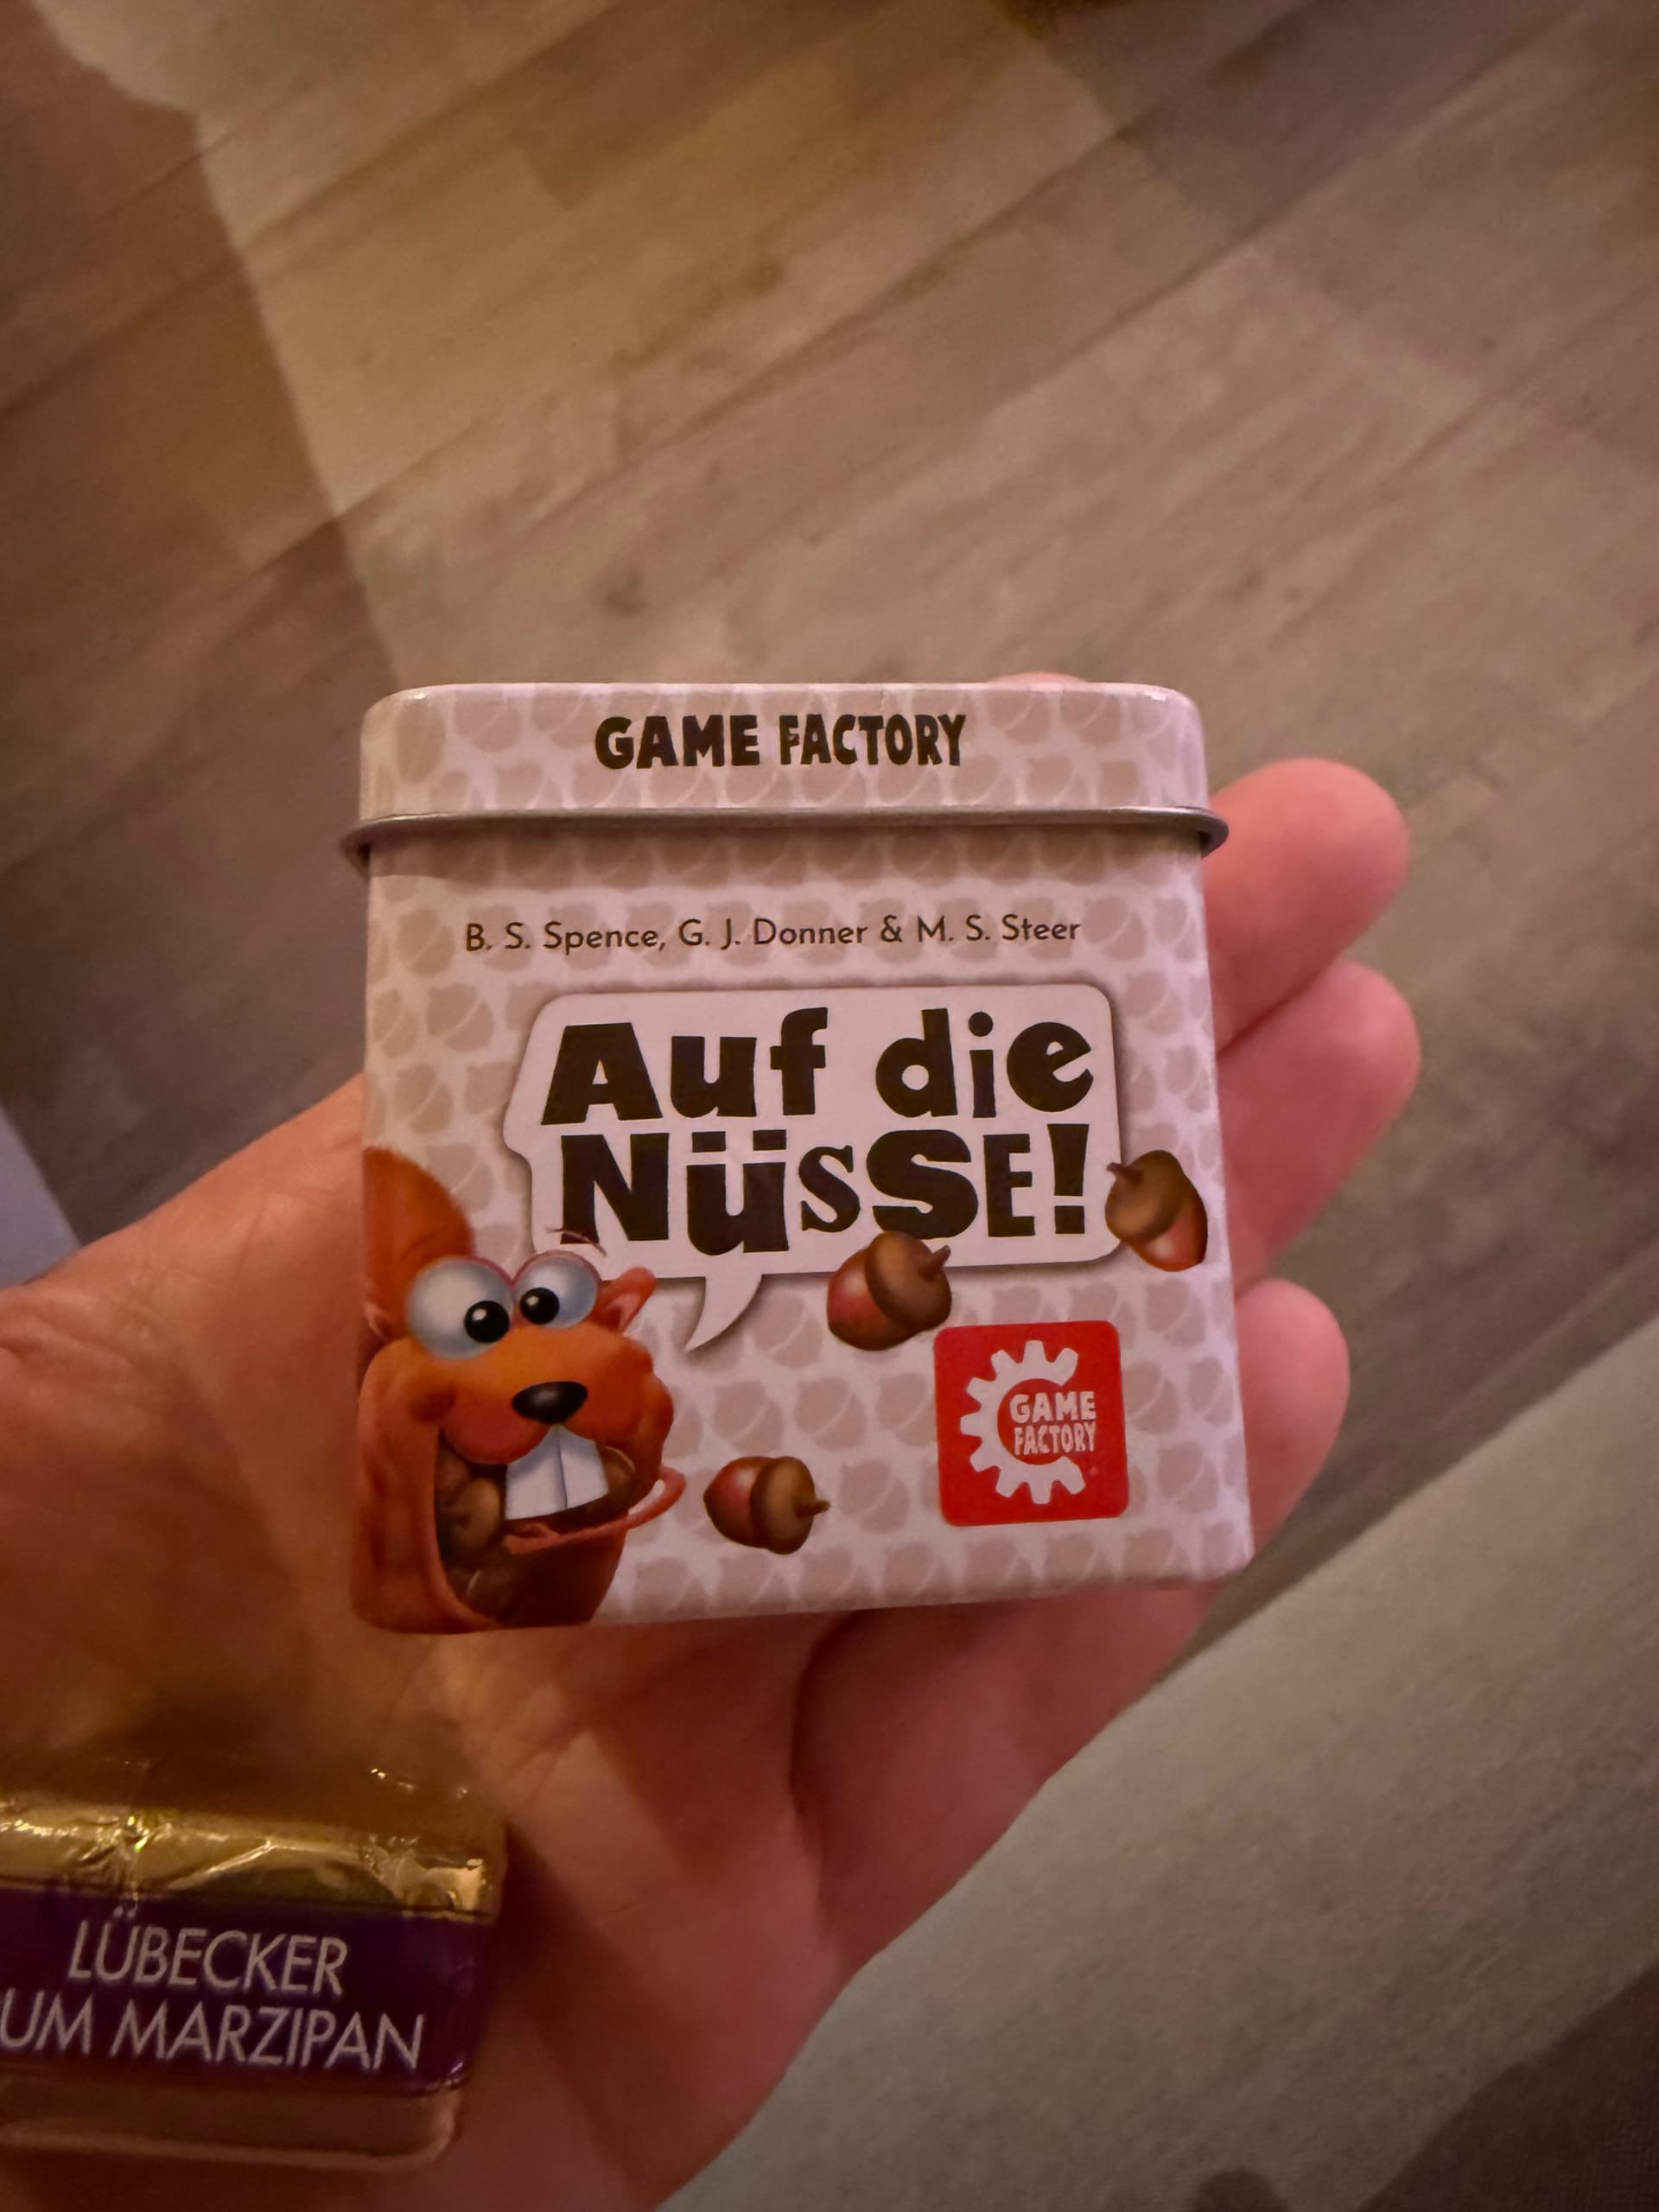 GAME FACTORY
B. S. Spence, G. J. Donner & M. S. Steer
Auf die
NüSSE!
GAME
FACTORY
LÜBECKER
UM MARZIPAN